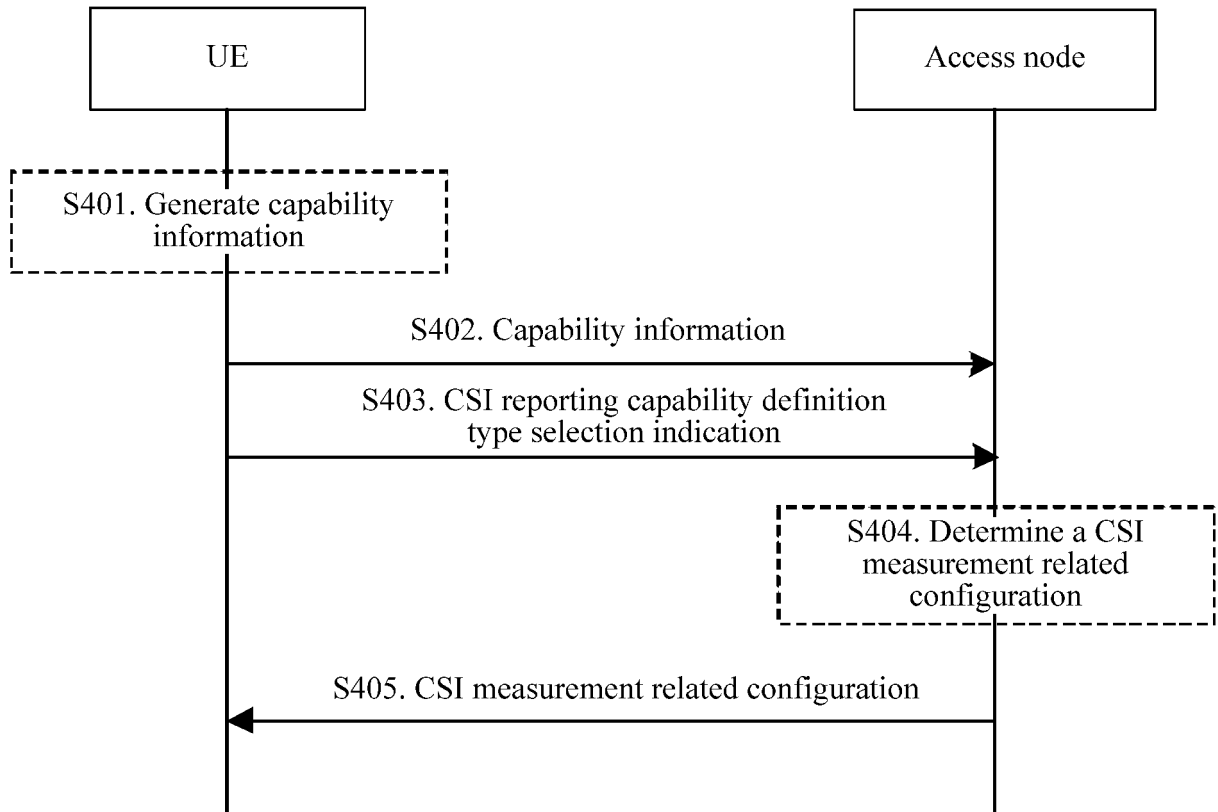 UE
Access node
S401. Generate capability
information
S402. Capability information
S403. CSI reporting capability definition
type selection indication
S404. Determine a CSI
measurement related
configuration
S405. CSI measurement related configuration